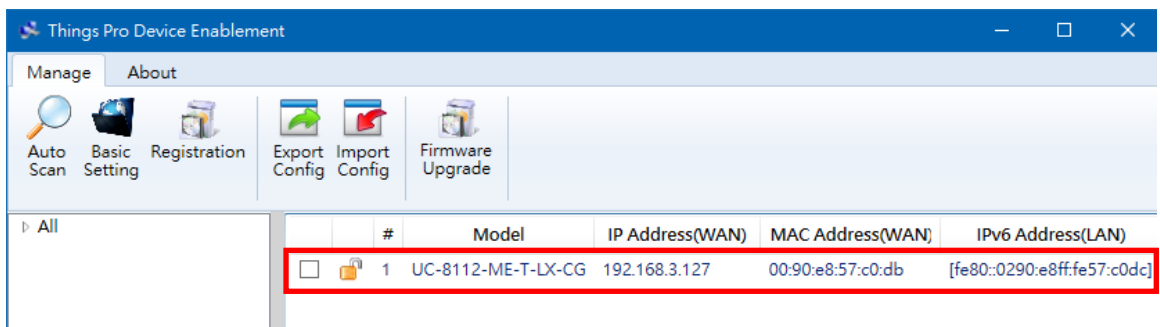 Things Pro Device Enablement
Manage About
Auto Scan
Basic Setting
Registration
Export Config
Import Config
Firmware Upgrade
All
# Model IP Address(WAN) MAC Address(WAN) IPv6 Address(LAN)
1 UC-8112-ME-T-LX-CG 192.168.3.127 00:90:e8:57:c0:db [fe80::0290:e8ff:fe57:c0dc]